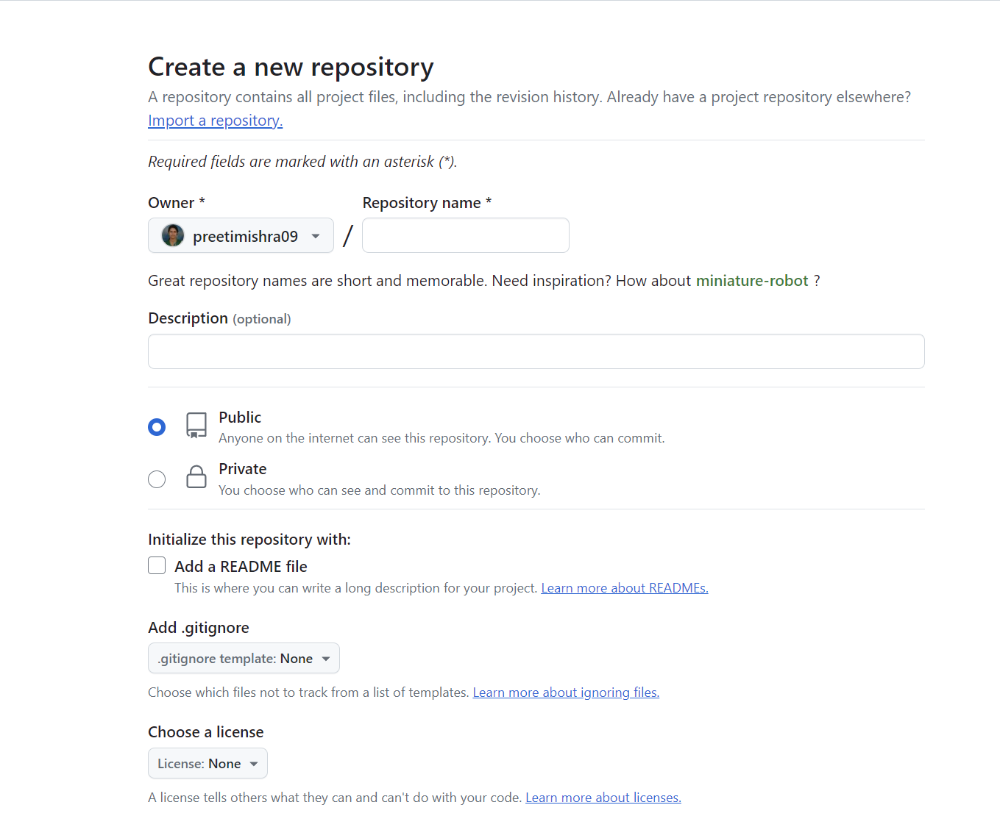 Create a new repository
A repository contains all project files, including the revision history. Already have a project repository elsewhere?
Import a repository.
Required fields are marked with an asterisk (*).
Owner * Repository name *
preetimishra09 /
Great repository names are short and memorable. Need inspiration? How about miniature-robot ?
Description (optional)
Public
Anyone on the internet can see this repository. You choose who can commit.
Private
You choose who can see and commit to this repository.
Initialize this repository with:
Add a README file
This is where you can write a long description for your project. Learn more about READMEs.
Add .gitignore
.gitignore template: None
Choose which files not to track from a list of templates. Learn more about ignoring files.
Choose a license
License: None
A license tells others what they can and can't do with your code. Learn more about licenses.